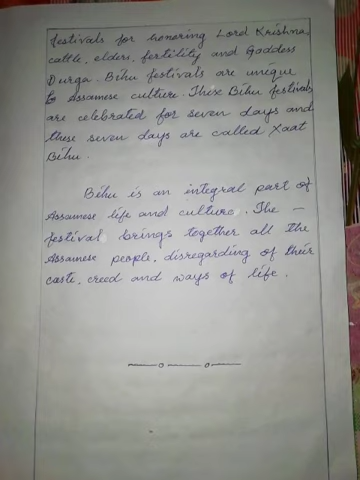 festivals for honoring Lord Krishna,
cattle, elders, fertility and Goddess
Durga. Bihu festivals are unique
to Assamese culture. These Bihu festivals
are celebrated for seven days and
these seven days are called Xaat
Bihu.
Bihu is an integral part of
Assamese life and culture. The –
festival brings together all the
Assamese people, disregarding of their
caste, creed and ways of life.